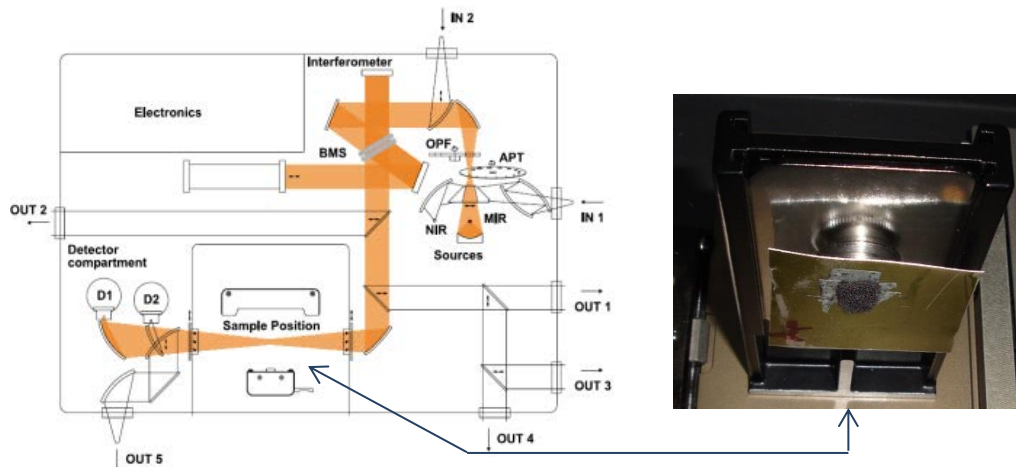 IN 2
Interferometer
Electronics
OPF
BMS
APT
OUT 2
NIR
MIR
IN 1
Sources
Detector
compartment
D1
D2
Sample Position
OUT 1
OUT 3
OUT 4
OUT 5